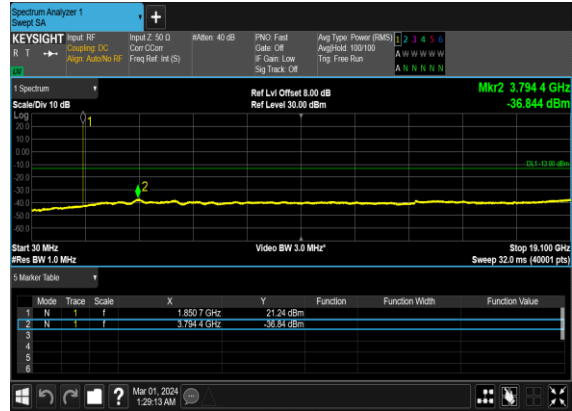 Spectrum Analyzer 1
Swept SA
+
KEYSIGHT Input: RF Input Z: 50 Ω #Atten: 40 dB PNO: Fast Avg Type: Power (RMS) 1 2 3 4 5 6
R T Coupling: DC Corr CCorr Gate: Off Avg|Hold: 100/100 A W W W W W
Align: Auto/No RF Freq Ref: Int (S) IF Gain: Low Trig: Free Run
Sig Track: Off A N N N N N
1 Spectrum Ref Lvl Offset 8.00 dB Mkr2 3.794 4 GHz
Scale/Div 10 dB Ref Level 30.00 dBm -36.844 dBm
Log
20.0
10.0
0.00
-10.0
-20.0
-30.0
-40.0
-50.0
-60.0
1
DL1 -13.00 dBm
2
Start 30 MHz Video BW 3.0 MHz* Stop 19.100 GHz
#Res BW 1.0 MHz Sweep 32.0 ms (40001 pts)
5 Marker Table
Mode Trace Scale X Y Function Function Width Function Value
1 N 1 f 1.850 7 GHz 21.24 dBm
2 N 1 f 3.794 4 GHz -36.84 dBm
3
4
5
6
? Mar 01, 2024
1:29:13 AM